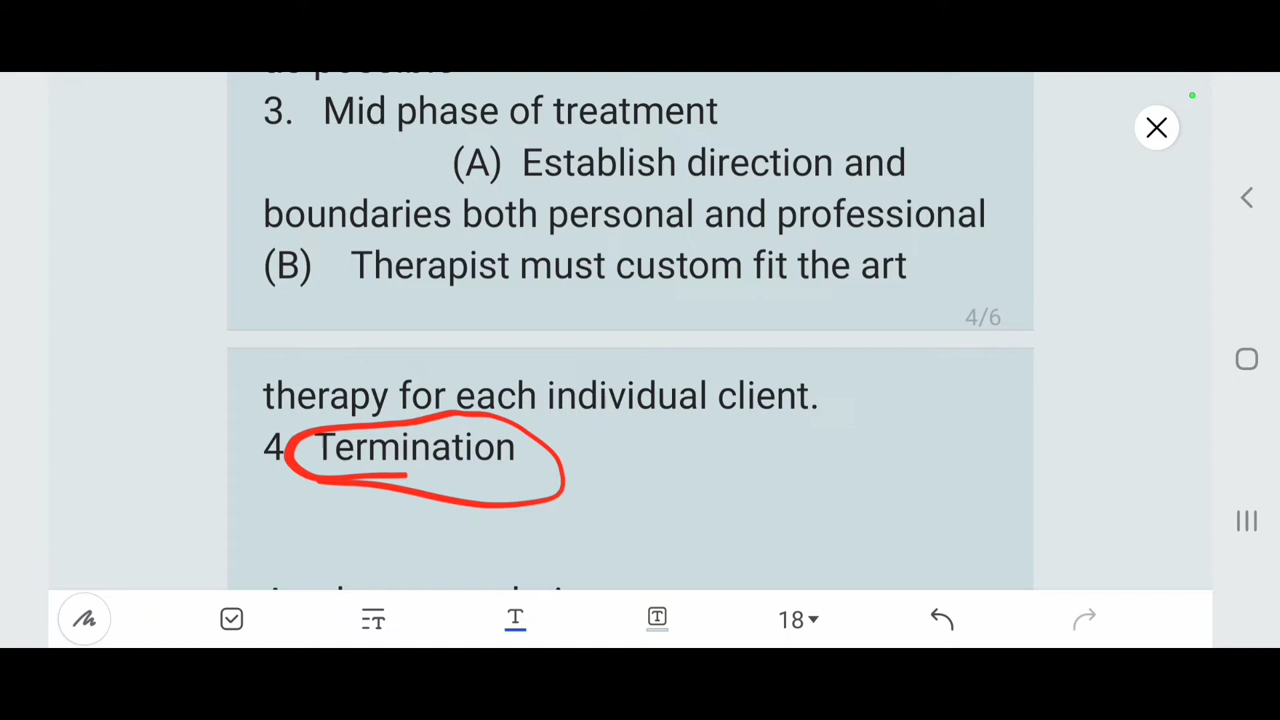 3. Mid phase of treatment
(A) Establish direction and
boundaries both personal and professional
(B) Therapist must custom fit the art
4/6
therapy for each individual client.
4 Termination
18